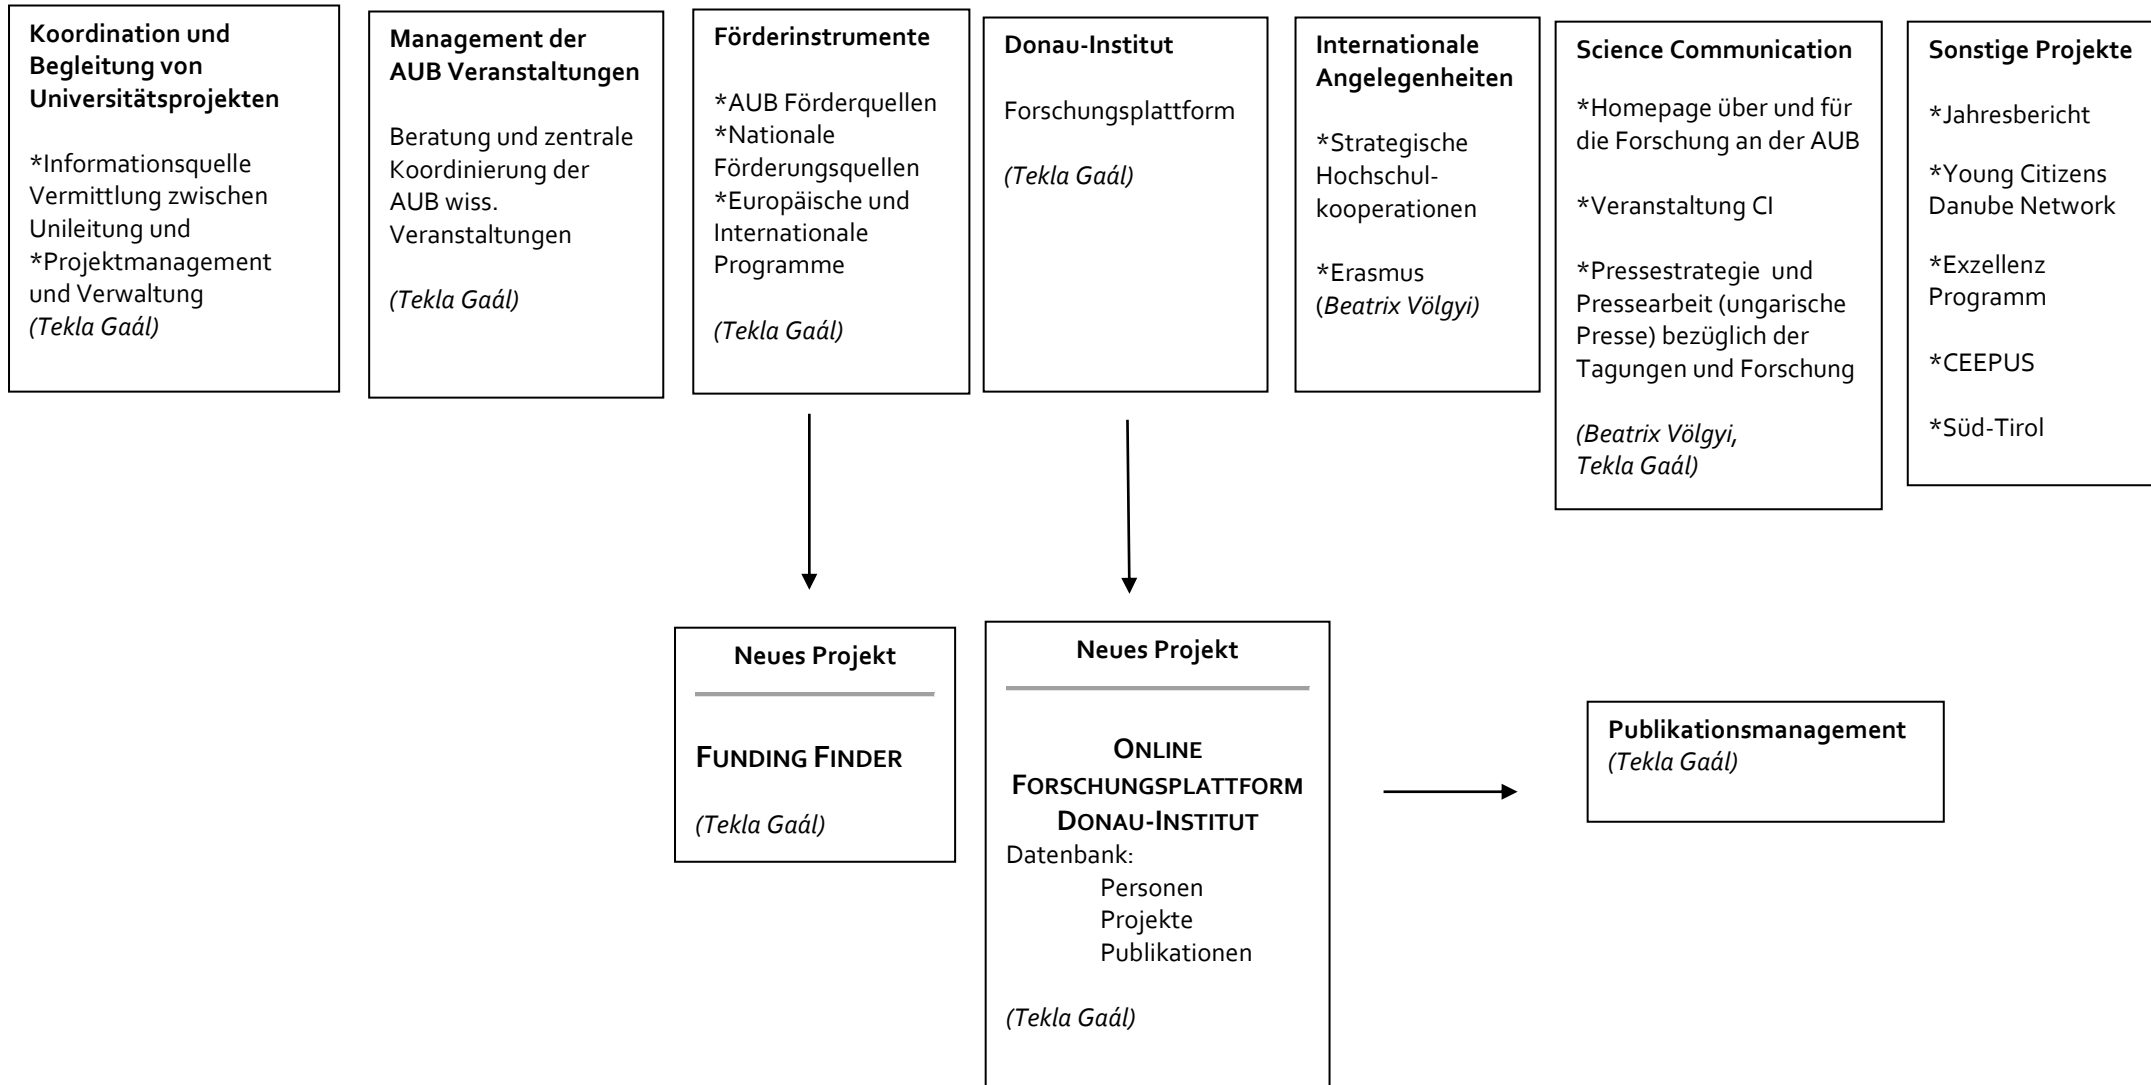 Koordination und
Begleitung von
Universitätsprojekten
*Informationsquelle
Vermittlung zwischen
Unileitung und
*Projektmanagement
und Verwaltung
(Tekla Gaál)
Management der
AUB Veranstaltungen
Beratung und zentrale
Koordinierung der
AUB wiss.
Veranstaltungen
(Tekla Gaál)
Förderinstrumente
*AUB Förderquellen
*Nationale
Förderungsquellen
*Europäische und
Internationale
Programme
(Tekla Gaál)
Donau-Institut
Forschungsplattform
(Tekla Gaál)
Internationale
Angelegenheiten
*Strategische
Hochschul-
kooperationen
*Erasmus
(Beatrix Völgyi)
Science Communication
*Homepage über und für
die Forschung an der AUB
*Veranstaltung CI
*Pressestrategie und
Pressearbeit (ungarische
Presse) bezüglich der
Tagungen und Forschung
(Beatrix Völgyi,
Tekla Gaál)
Sonstige Projekte
*Jahresbericht
*Young Citizens
Danube Network
*Exzellenz
Programm
*CEEPUS
*Süd-Tirol
Neues Projekt
FUNDING FINDER
(Tekla Gaál)
Neues Projekt
ONLINE
FORSCHUNGSPLATTFORM
DONAU-INSTITUT
Datenbank:
Personen
Projekte
Publikationen
(Tekla Gaál)
Publikationsmanagement
(Tekla Gaál)